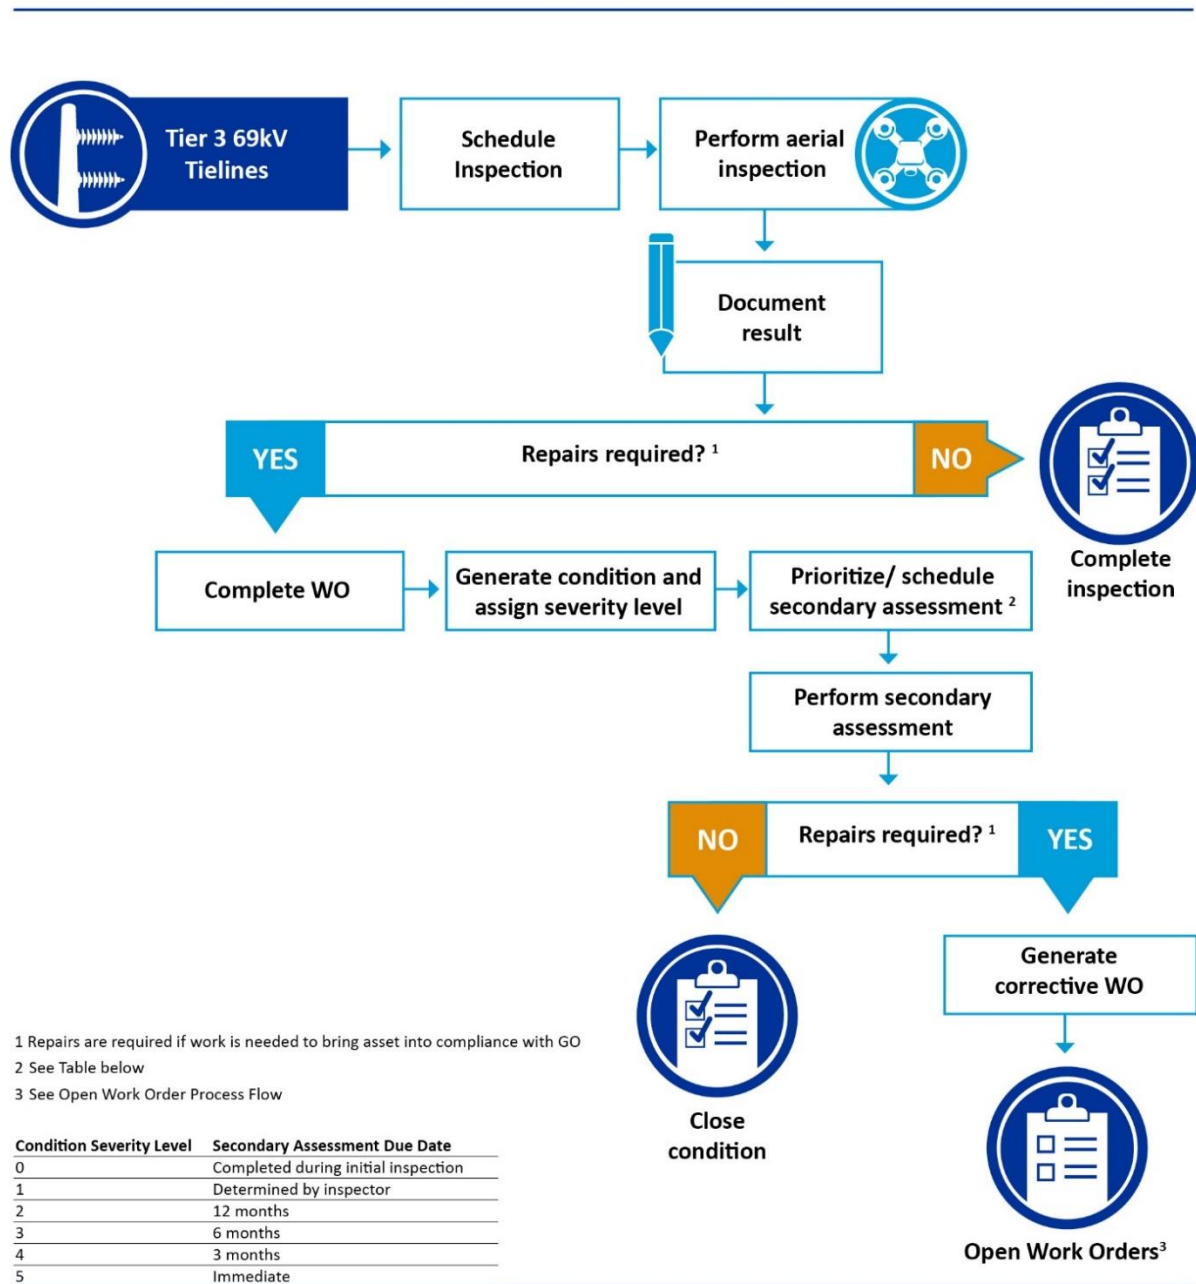 Tier 3 69kV
Tielines
Schedule
Inspection
Perform aerial
inspection
Document
result
YES
Repairs required? 1
NO
Complete
inspection
Complete WO
Generate condition and
assign severity level
Prioritize/ schedule
secondary assessment 2
Perform secondary
assessment
NO
Repairs required? 1
YES
Close
condition
Generate
corrective WO
Open Work Orders3
1 Repairs are required if work is needed to bring asset into compliance with GO
2 See Table below
3 See Open Work Order Process Flow
Condition Severity Level Secondary Assessment Due Date
0 Completed during initial inspection
1 Determined by inspector
2 12 months
3 6 months
4 3 months
5 Immediate